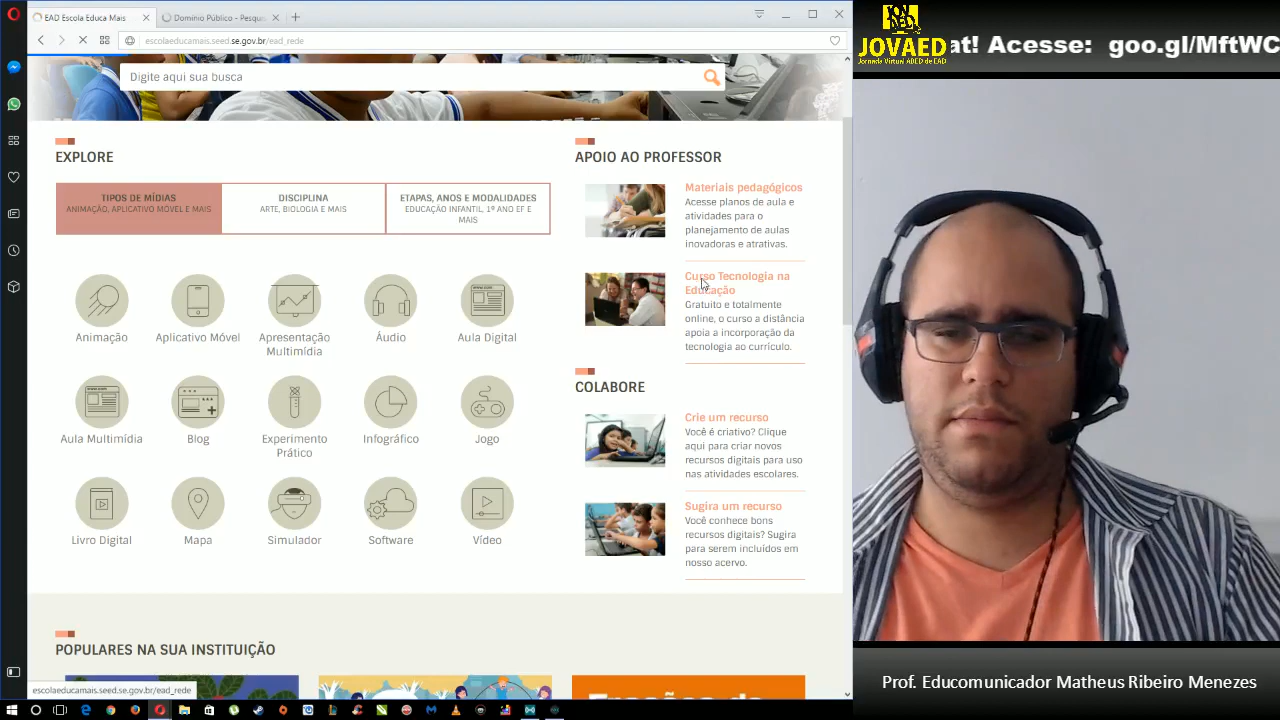 EAD Escola Educa Mais
Domínio Público - Pesqu
escolaeducamais.seed.se.gov.br/ead_rede
Digite aqui sua busca
EXPLORE
TIPOS DE MÍDIAS
ANIMAÇÃO, APLICATIVO MÓVEL E MAIS
DISCIPLINA
ARTE, BIOLOGIA E MAIS
ETAPAS, ANOS E MODALIDADES
EDUCAÇÃO INFANTIL, 1º ANO EF E
MAIS
Animação
Aplicativo Móvel
Apresentação
Multimídia
Áudio
Aula Digital
Aula Multimídia
Blog
Experimento
Prático
Infográfico
Jogo
Livro Digital
Mapa
Simulador
Software
Vídeo
APOIO AO PROFESSOR
Materiais pedagógicos
Acesse planos de aula e
atividades para o
planejamento de aulas
inovadoras e atrativas.
Curso Tecnologia na
Educação
Gratuito e totalmente
online, o curso a distância
apoia a incorporação da
tecnologia ao currículo.
COLABORE
Crie um recurso
Você é criativo? Clique
aqui para criar novos
recursos digitais para uso
nas atividades escolares.
Sugira um recurso
Você conhece bons
recursos digitais? Sugira
para serem incluídos em
nosso acervo.
POPULARES NA SUA INSTITUIÇÃO
escolaeducamais.seed.se.gov.br/ead_rede
JOVAED
Jornada Virtual ABED de EAD
at! Acesse: goo.gl/MftWC
Prof. Educomunicador Matheus Ribeiro Menezes